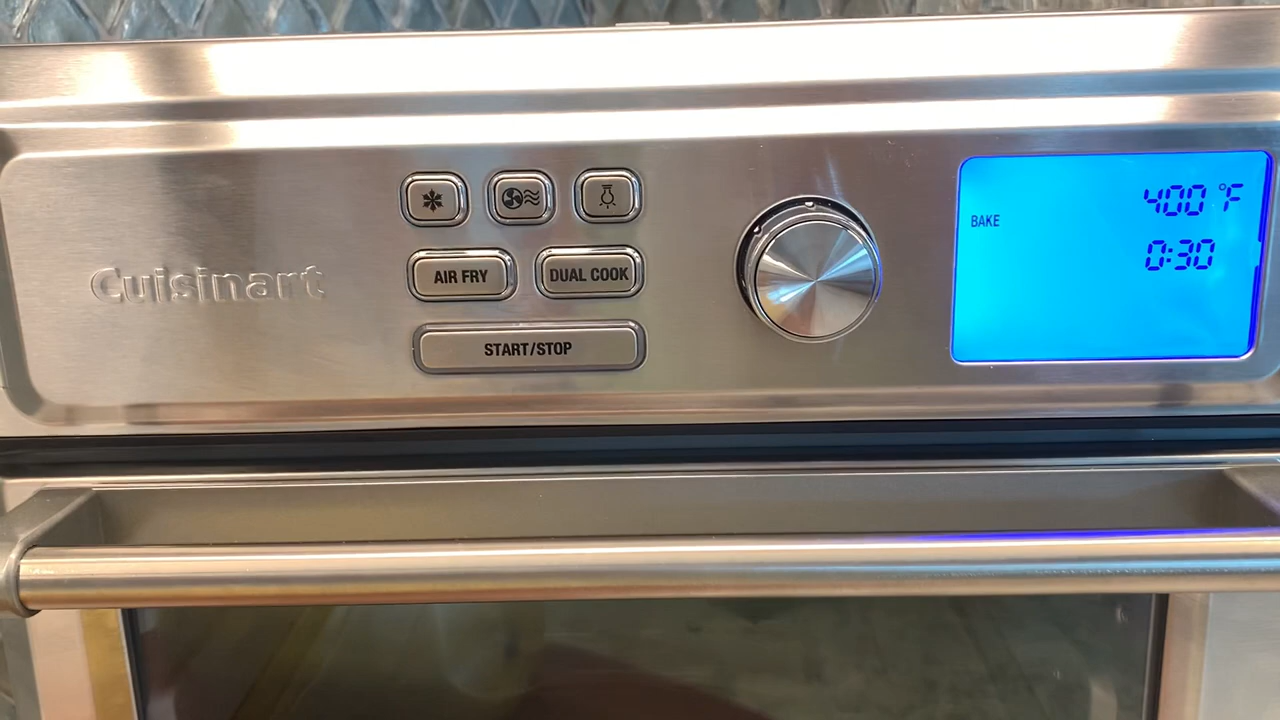 Cuisinart
AIR FRY
DUAL COOK
START/STOP
BAKE
400 °F
0:30